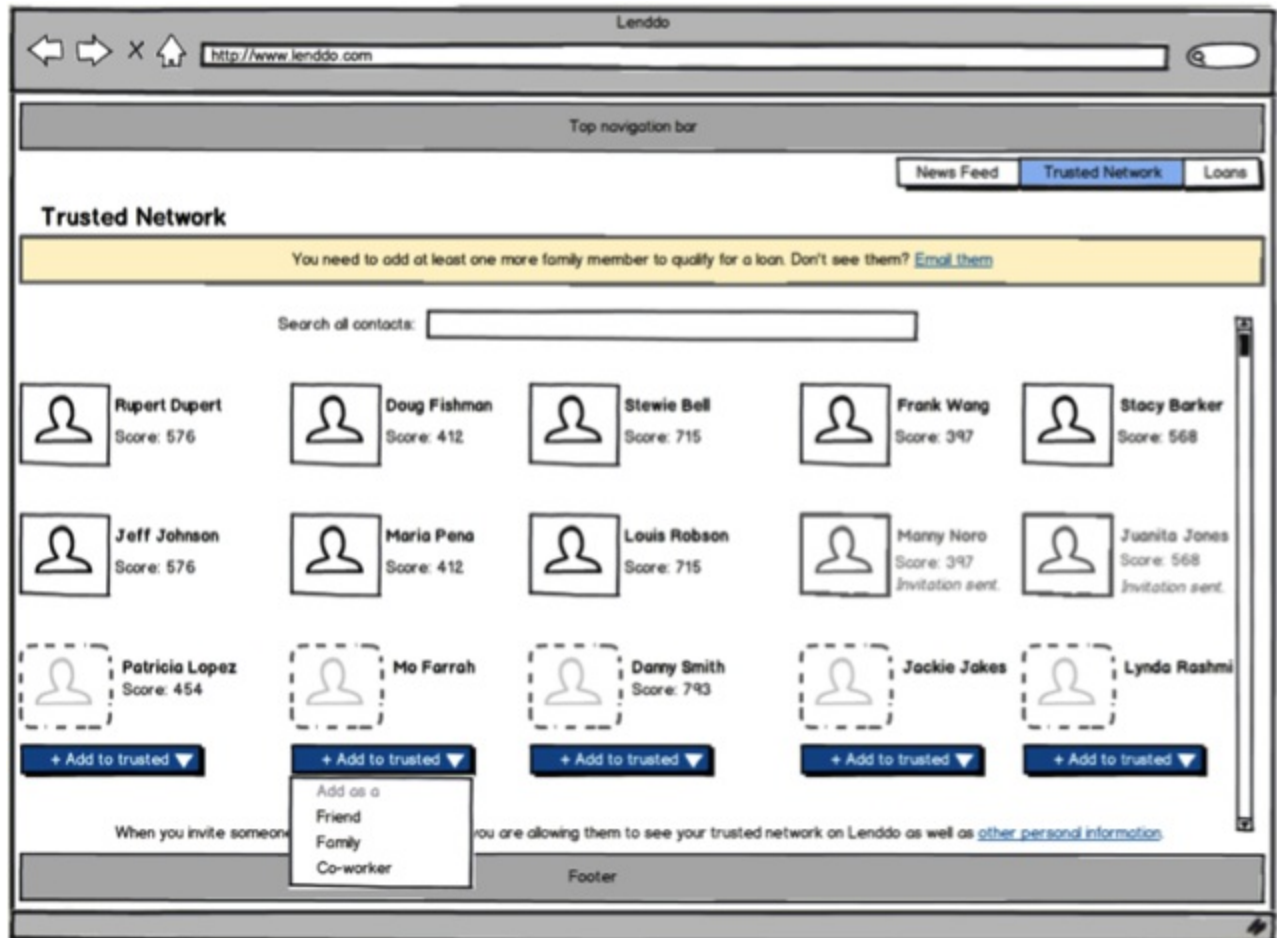 Lenddo
http://www.lenddo.com
Top navigation bar
News Feed Trusted Network Loans
Trusted Network
You need to add at least one more family member to qualify for a loan. Don't see them? Email them
Search all contacts:
Rupert Dupert Doug Fishman Stewie Bell Frank Wang Stacy Barker
Score: 576 Score: 412 Score: 715 Score: 397 Score: 568
Jeff Johnson Maria Pena Louis Robson Manny Noro Juanita Jones
Score: 576 Score: 412 Score: 715 Score: 397 Score: 568
Invitation sent. Invitation sent.
Patricia Lopez Mo Farrah Danny Smith Jackie Jakes Lynda Rashmi
Score: 454 Score: 793
+ Add to trusted + Add to trusted + Add to trusted + Add to trusted + Add to trusted
Add as a
Friend
When you invite someone you are allowing them to see your trusted network on Lenddo as well as other personal information.
Family
Co-worker
Footer